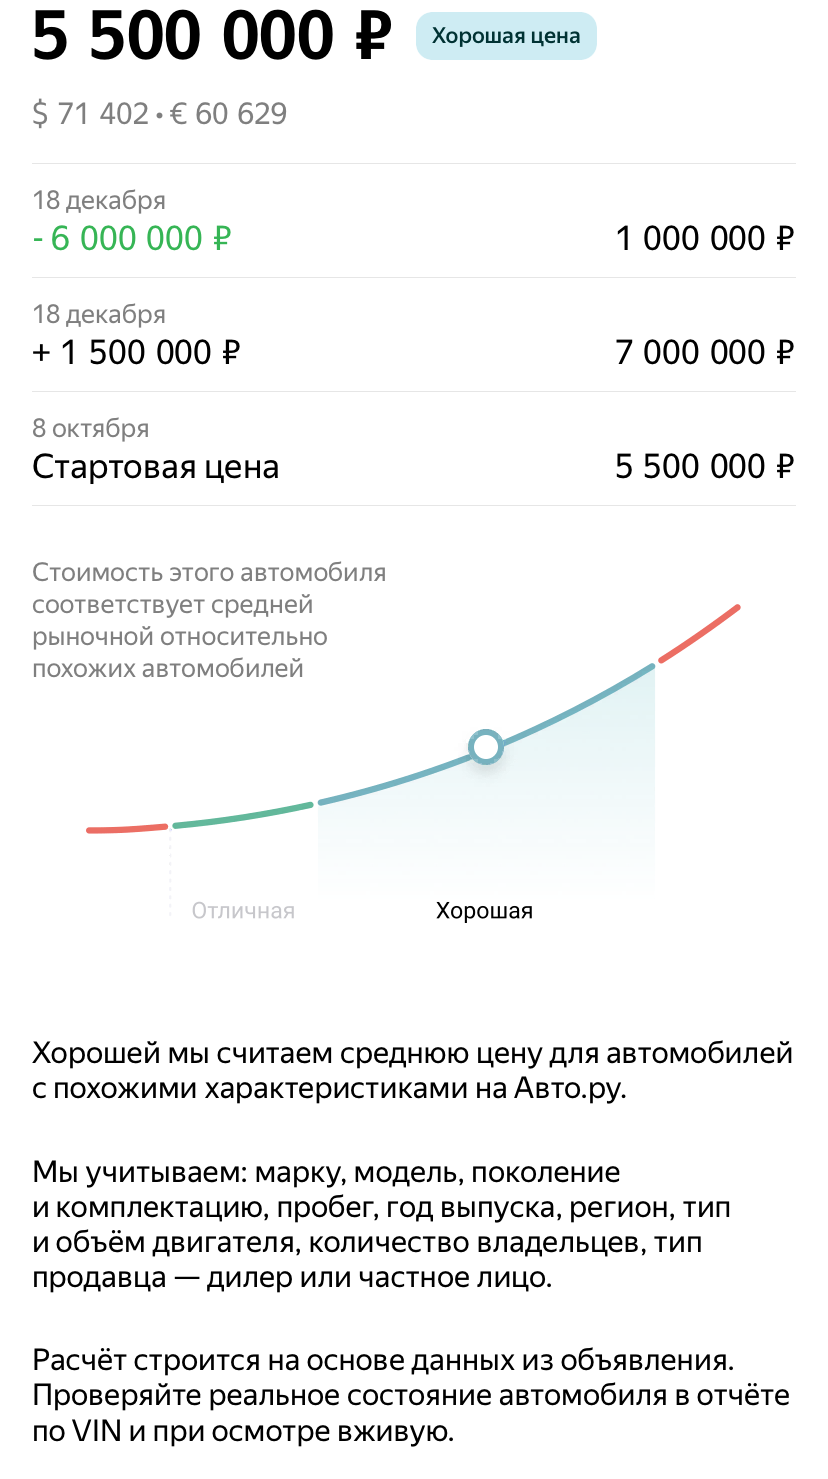 5 500 000 ₽ Хорошая цена
$ 71 402 • € 60 629
18 декабря
- 6 000 000 ₽ 1 000 000 ₽
18 декабря
+ 1 500 000 ₽ 7 000 000 ₽
8 октября
Стартовая цена 5 500 000 ₽
Стоимость этого автомобиля
соответствует средней
рыночной относительно
похожих автомобилей
Отличная Хорошая
Хорошей мы считаем среднюю цену для автомобилей
с похожими характеристиками на Авто.ру.
Мы учитываем: марку, модель, поколение
и комплектацию, пробег, год выпуска, регион, тип
и объём двигателя, количество владельцев, тип
продавца — дилер или частное лицо.
Расчёт строится на основе данных из объявления.
Проверяйте реальное состояние автомобиля в отчёте
по VIN и при осмотре вживую.